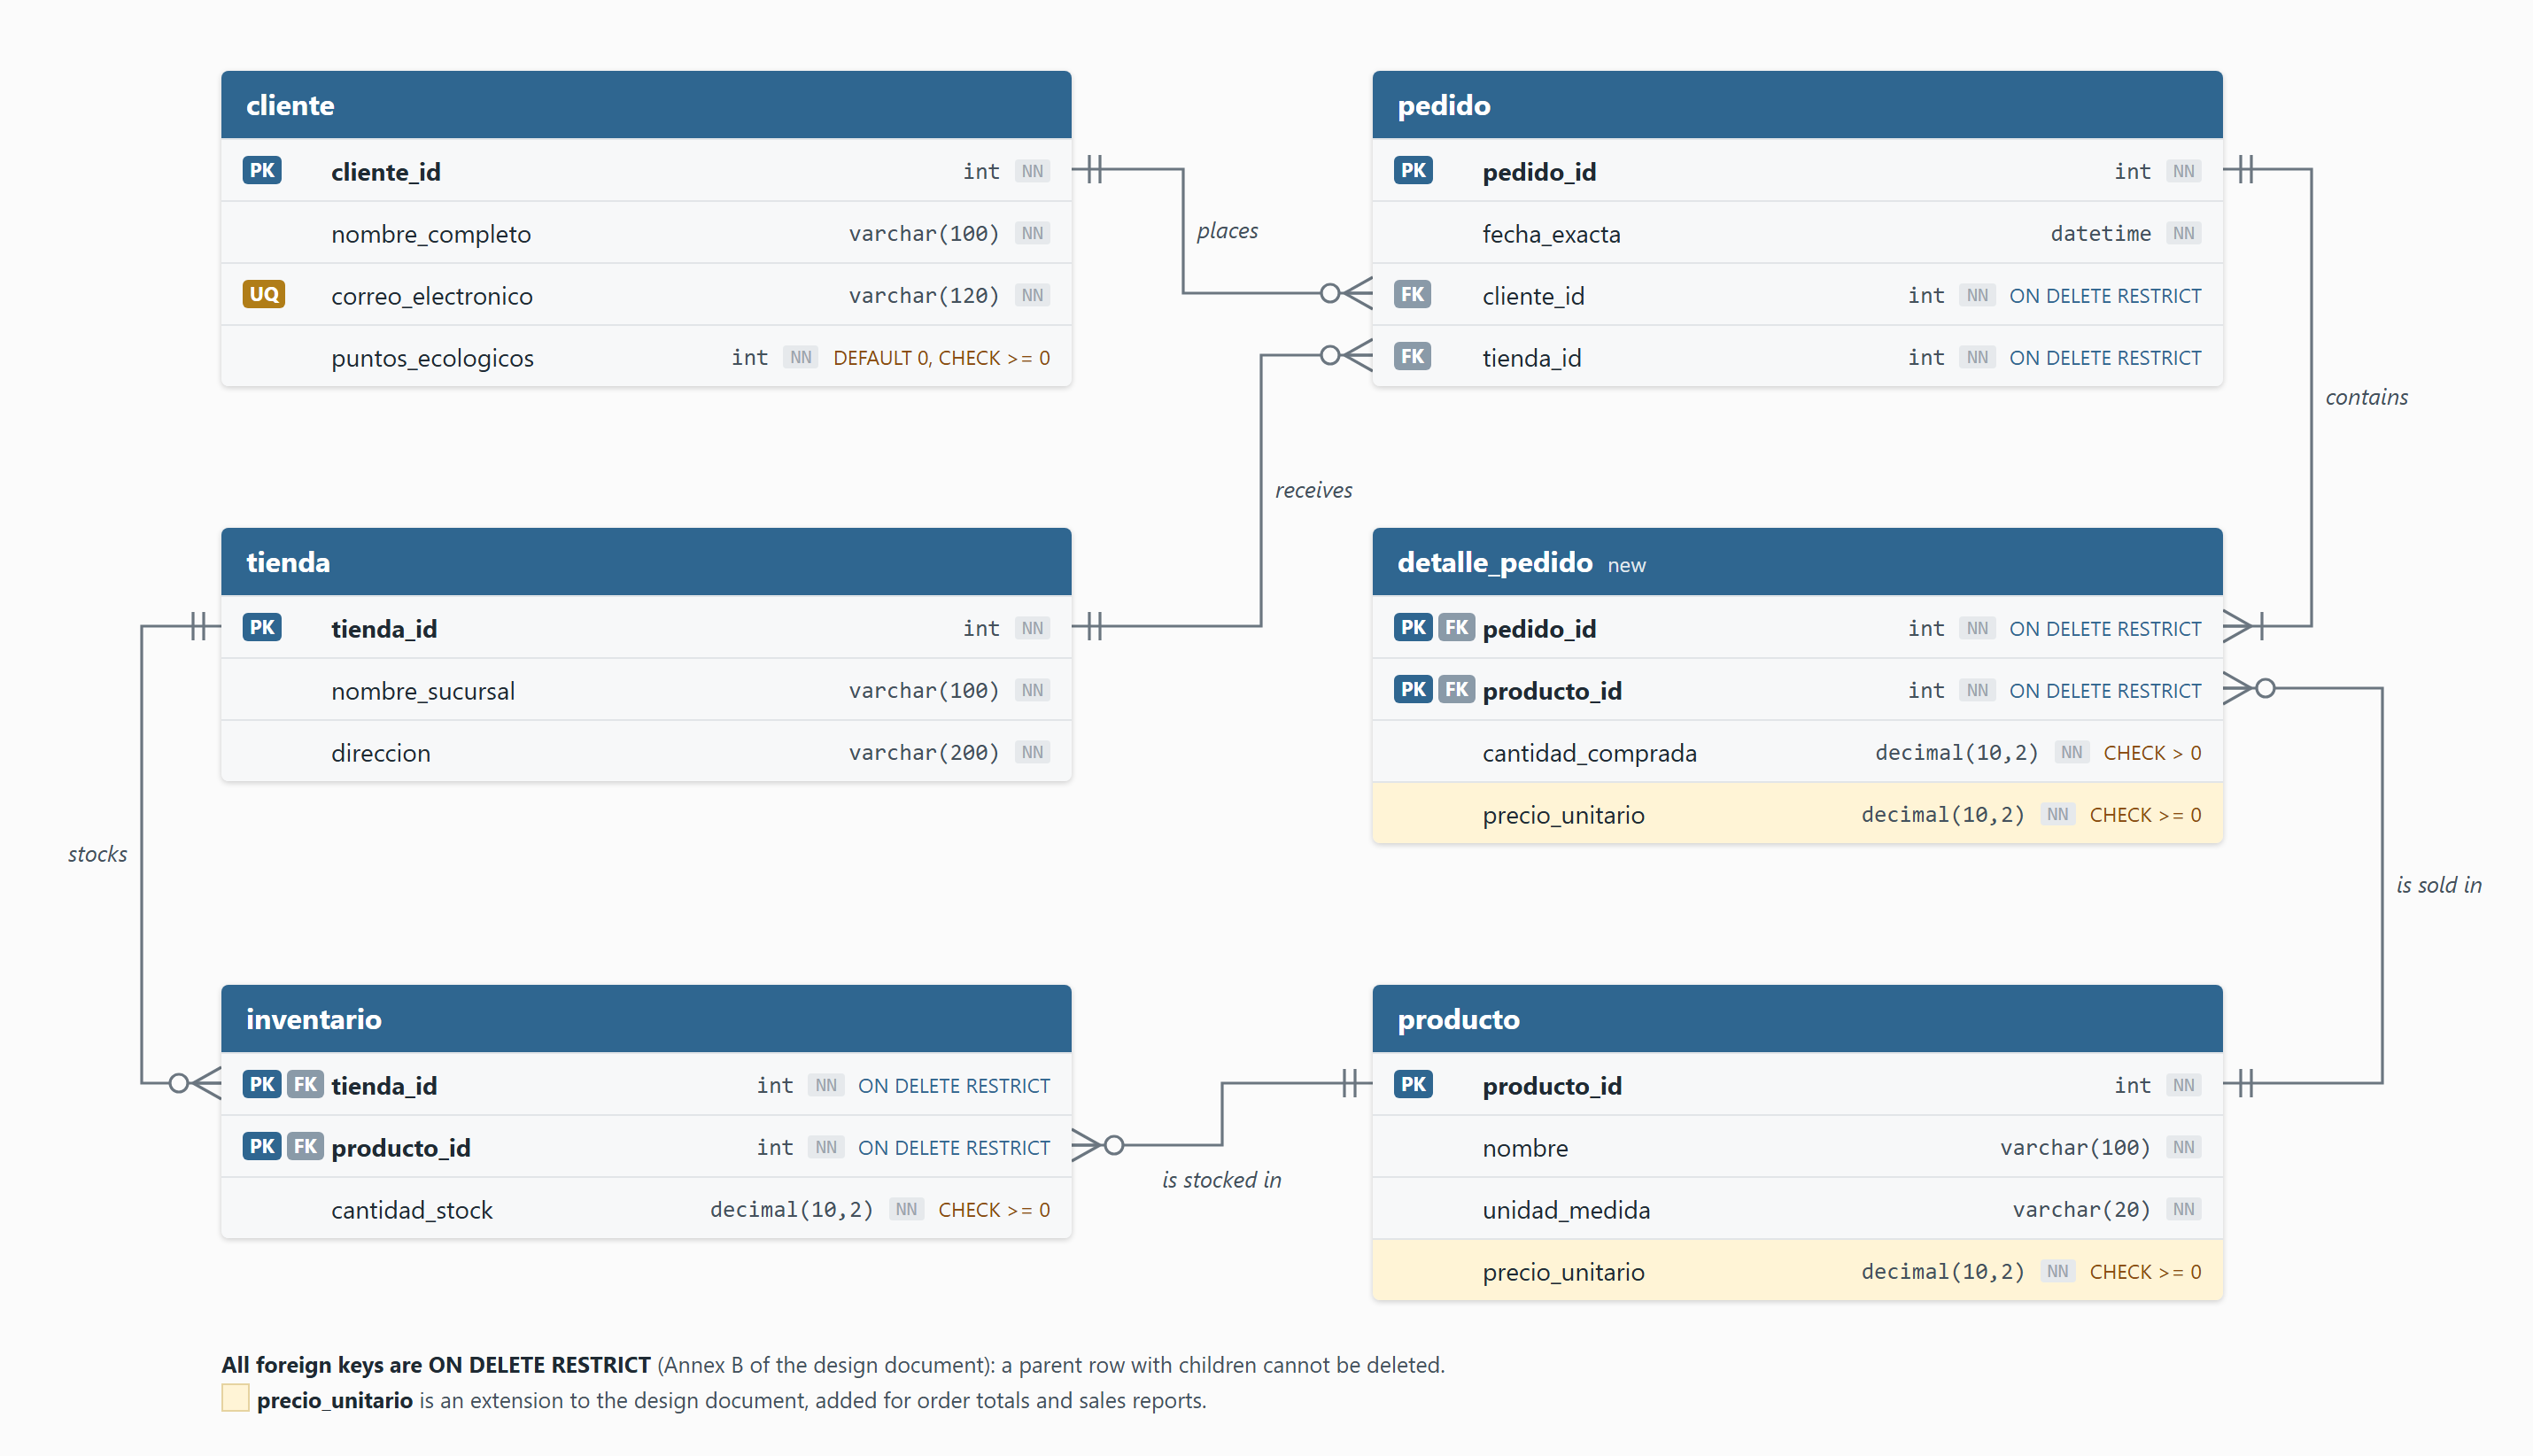 cliente
PK cliente_id int NN
nombre_completo varchar(100) NN
UQ correo_electronico varchar(120) NN
puntos_ecologicos int NN DEFAULT 0, CHECK >= 0
places
pedido
PK pedido_id int NN
fecha_exacta datetime NN
FK cliente_id int NN ON DELETE RESTRICT
FK tienda_id int NN ON DELETE RESTRICT
contains
receives
tienda
PK tienda_id int NN
nombre_sucursal varchar(100) NN
direccion varchar(200) NN
stocks
detalle_pedido new
PK FK pedido_id int NN ON DELETE RESTRICT
PK FK producto_id int NN ON DELETE RESTRICT
cantidad_comprada decimal(10,2) NN CHECK > 0
precio_unitario decimal(10,2) NN CHECK >= 0
is sold in
inventario
PK FK tienda_id int NN ON DELETE RESTRICT
PK FK producto_id int NN ON DELETE RESTRICT
cantidad_stock decimal(10,2) NN CHECK >= 0
is stocked in
producto
PK producto_id int NN
nombre varchar(100) NN
unidad_medida varchar(20) NN
precio_unitario decimal(10,2) NN CHECK >= 0
All foreign keys are ON DELETE RESTRICT (Annex B of the design document): a parent row with children cannot be deleted.
precio_unitario is an extension to the design document, added for order totals and sales reports.